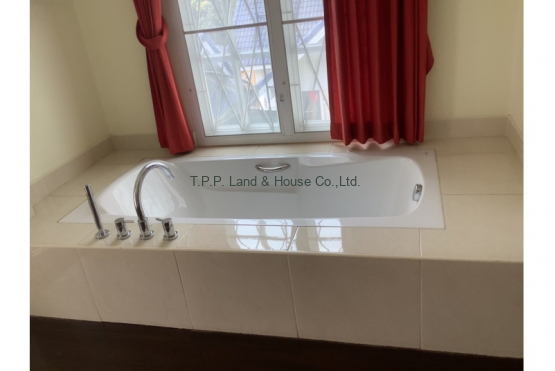 T.P.P. Land & House Co.,Ltd.